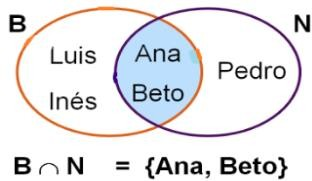 B N
Luis Ana Pedro
Inés Beto
B ∩ N = {Ana, Beto}